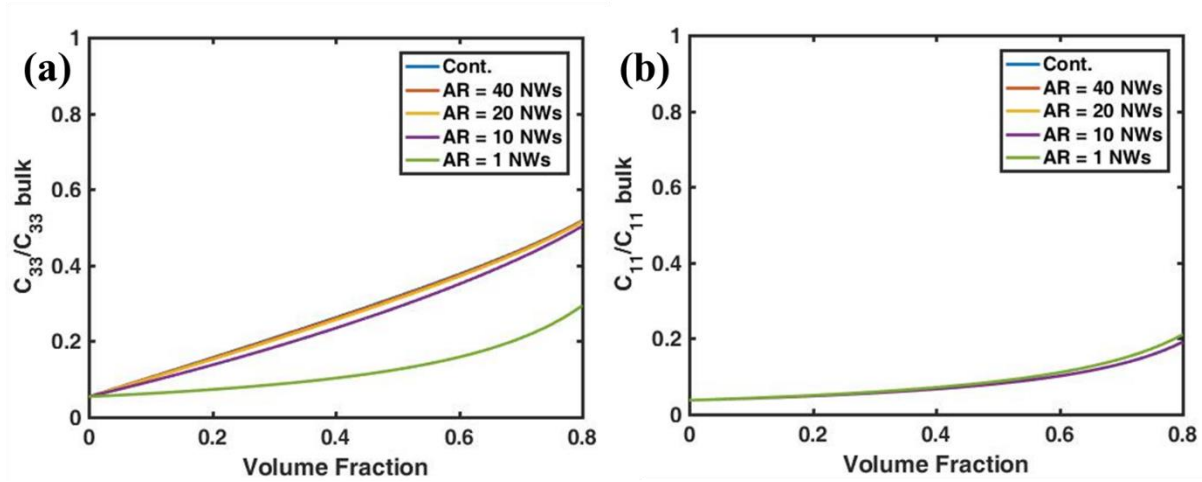 (a)
1
0.8
0.6
0.4
0.2
0
C33/C33 bulk
Cont.
AR = 40 NWs
AR = 20 NWs
AR = 10 NWs
AR = 1 NWs
0 0.2 0.4 0.6 0.8
Volume Fraction
(b)
1
0.8
0.6
0.4
0.2
0
C11/C11 bulk
Cont.
AR = 40 NWs
AR = 20 NWs
AR = 10 NWs
AR = 1 NWs
0 0.2 0.4 0.6 0.8
Volume Fraction